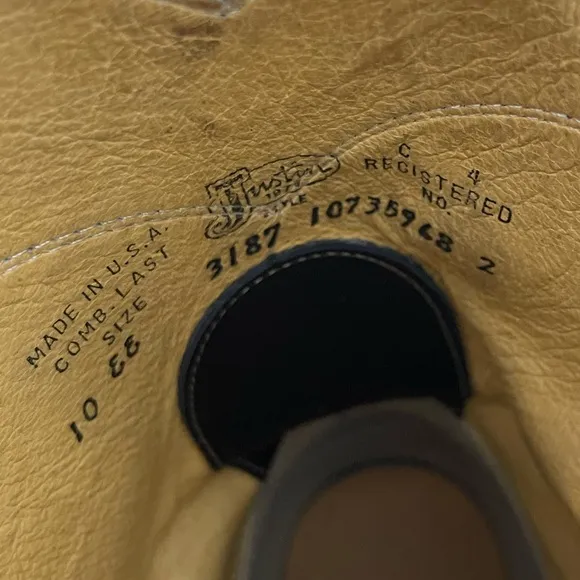 MADE IN U.S.A.
COMB. LAST
SIZE
10 EE
Justin
STYLE
3187 10735968 2
C 4
REGISTERED
NO.